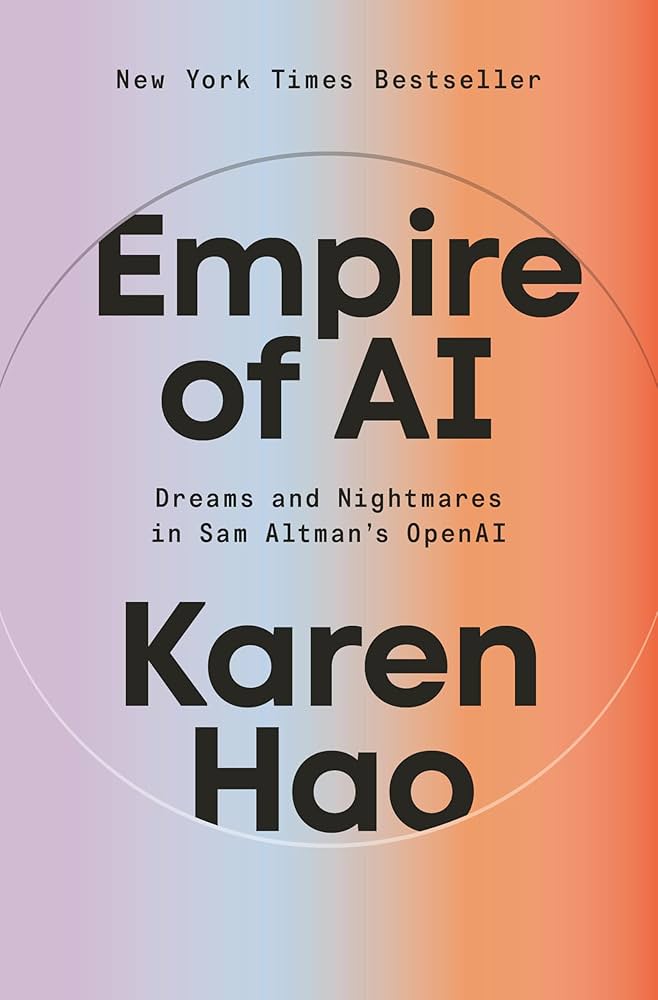 New York Times Bestseller
Empire
of AI
Dreams and Nightmares
in Sam Altman’s OpenAI
Karen
Hao